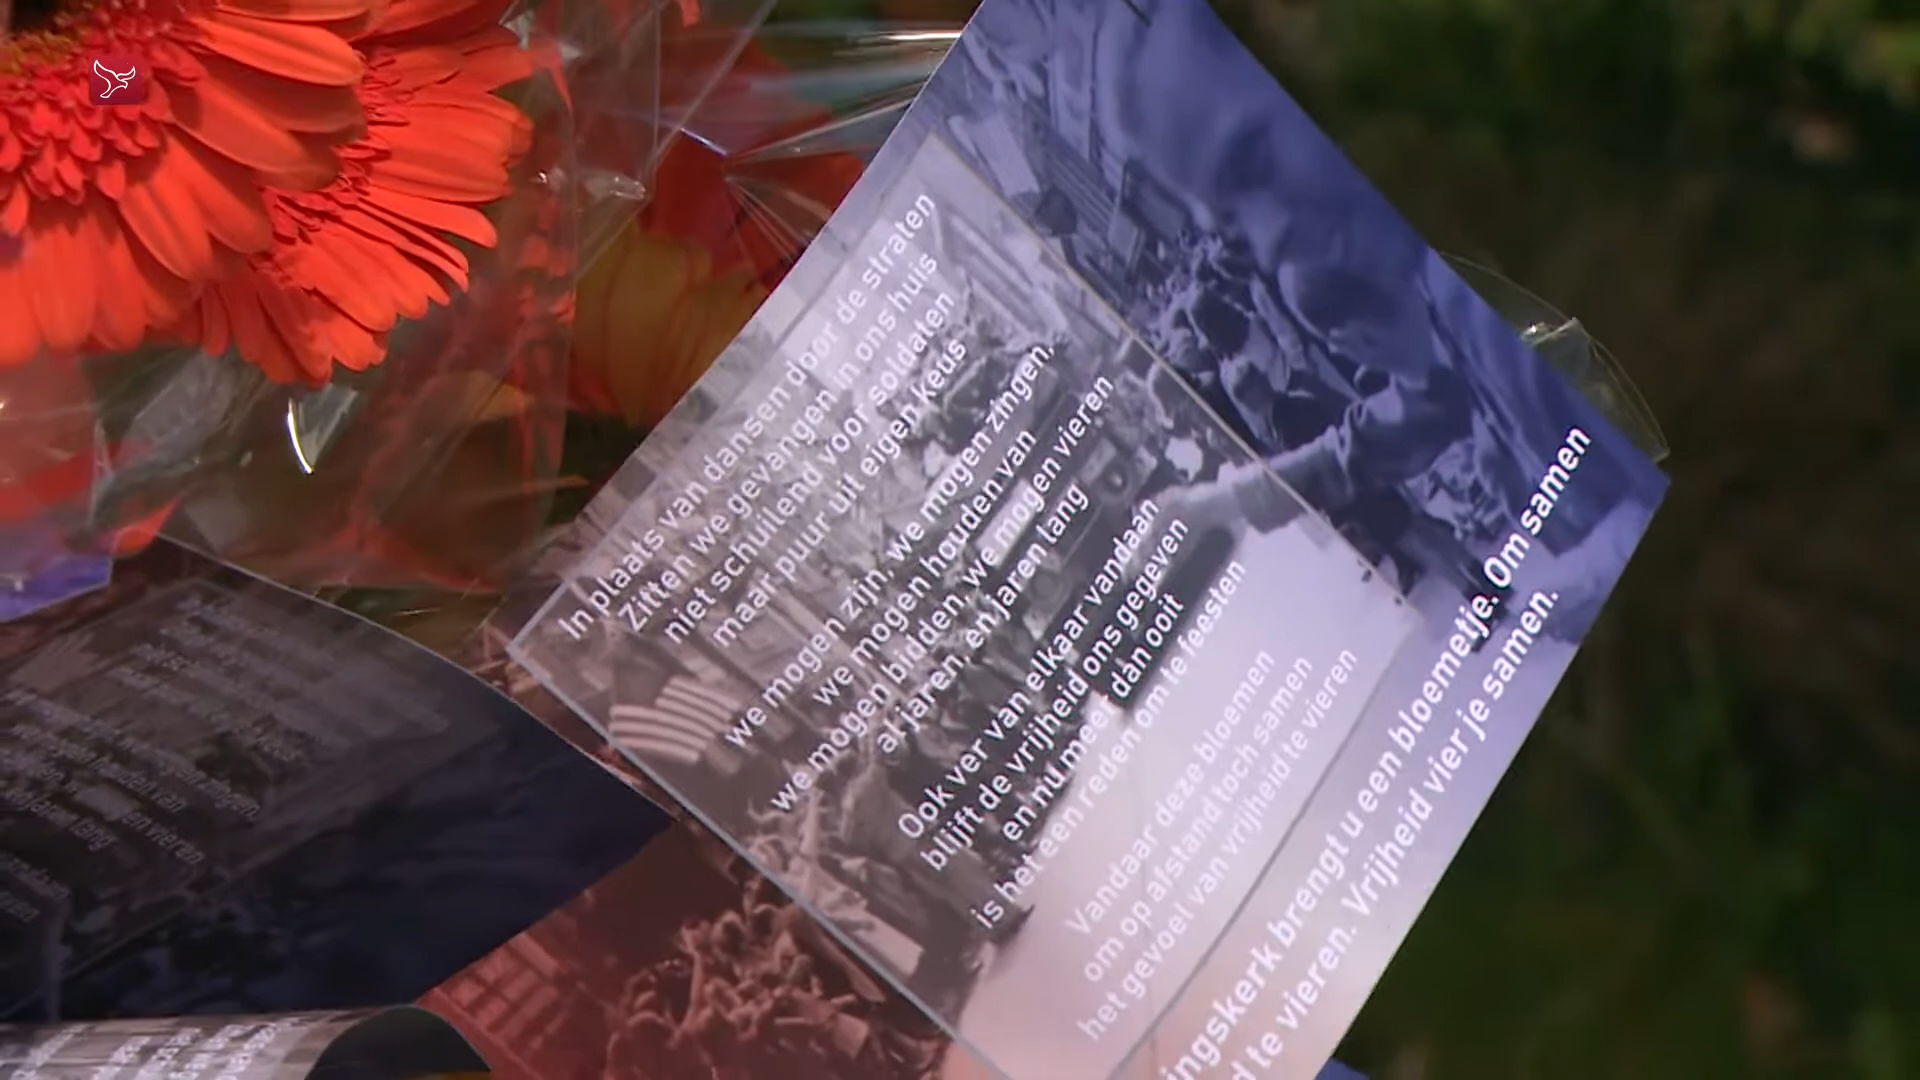 In plaats van dansen door de straten
Zitten we gevangen in ons huis
niet schuilend voor soldaten
maar puur uit eigen keus
we mogen zijn, we mogen zingen,
we mogen houden van
we mogen bidden, we mogen vieren
al jaren, en jaren lang
Ook ver van elkaar vandaan
blijft de vrijheid ons gegeven
en nu meer dan ooit
is het een reden om te feesten
Vandaar deze bloemen
om op afstand toch samen
het gevoel van vrijheid te vieren
ingskerk brengt u een bloemetje. Om samen
d te vieren. Vrijheid vier je samen.